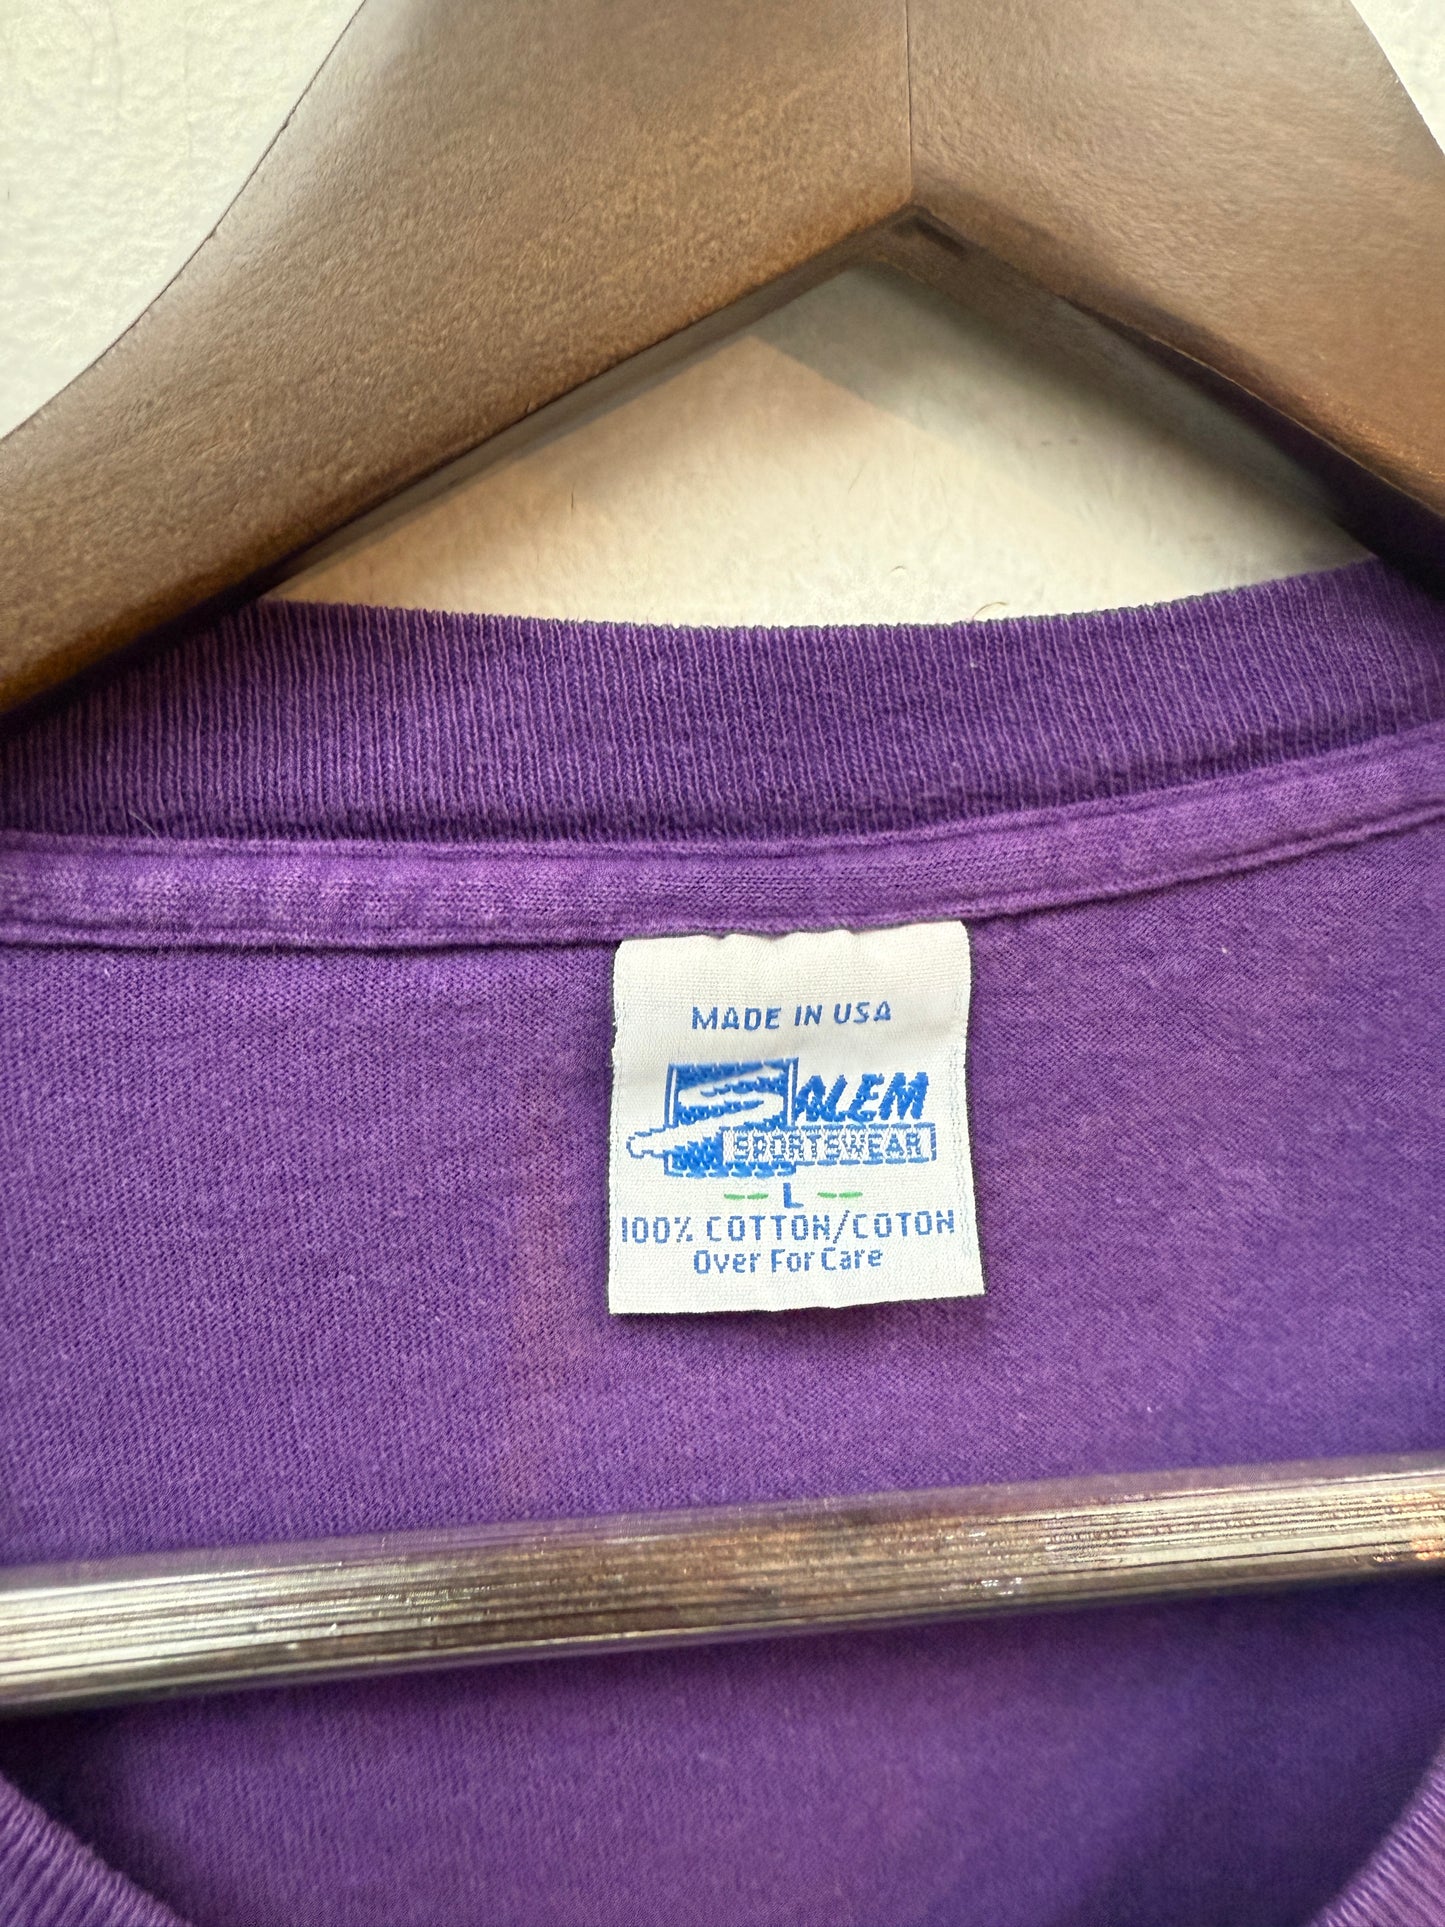 MADE IN USA
SALEM
SPORTSWEAR
L
100% COTTON/COTON
Over For Care